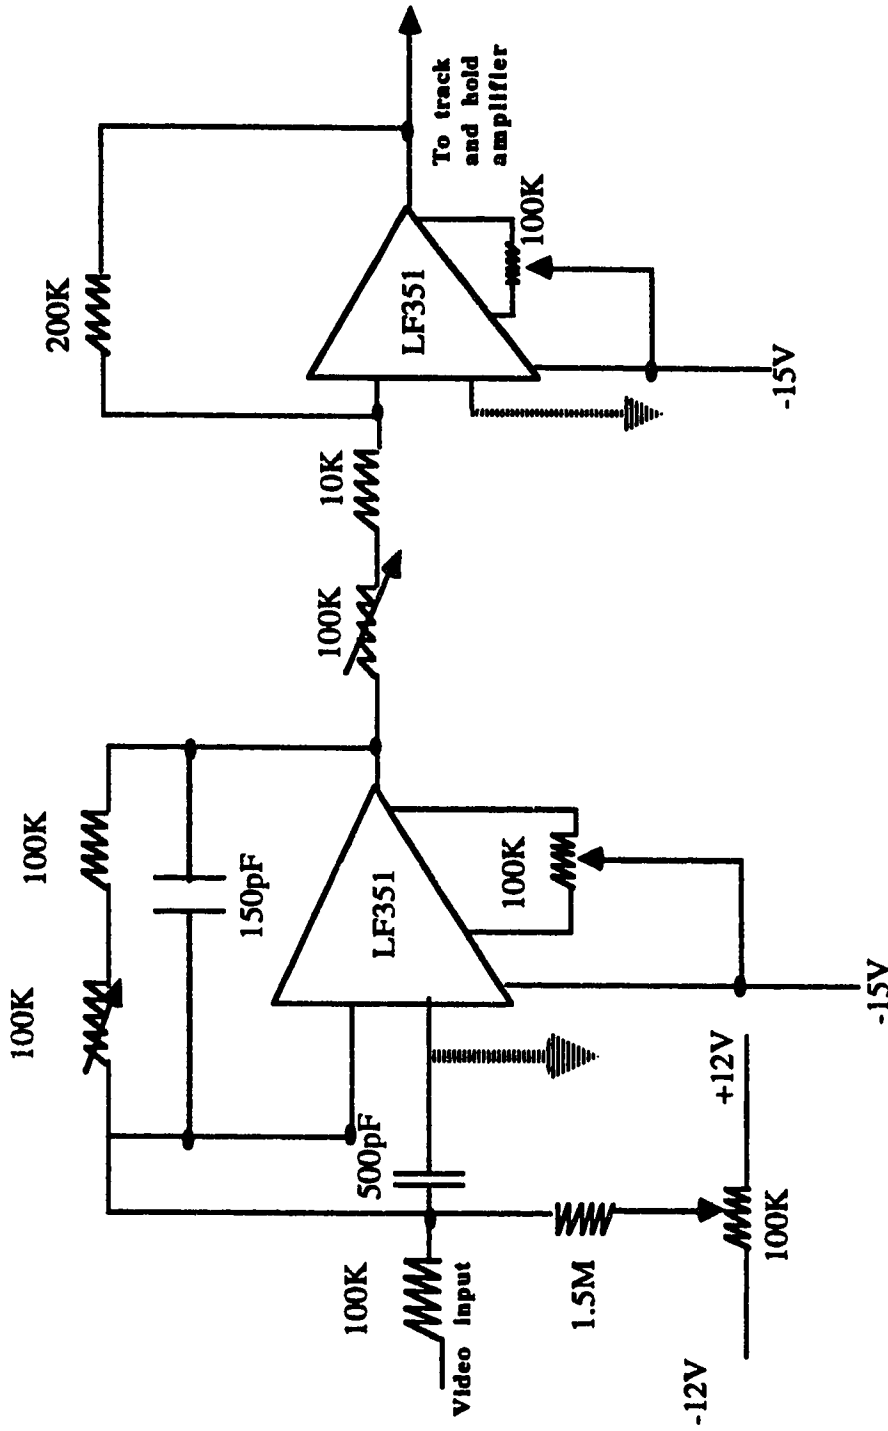 200K
100K
100K
150pF
LF351
100K
-15V
100K
10K
LF351
100K
-15V
To track
and hold
amplifier
500pF
100K
Video input
1.5M
+12V
100K
-12V